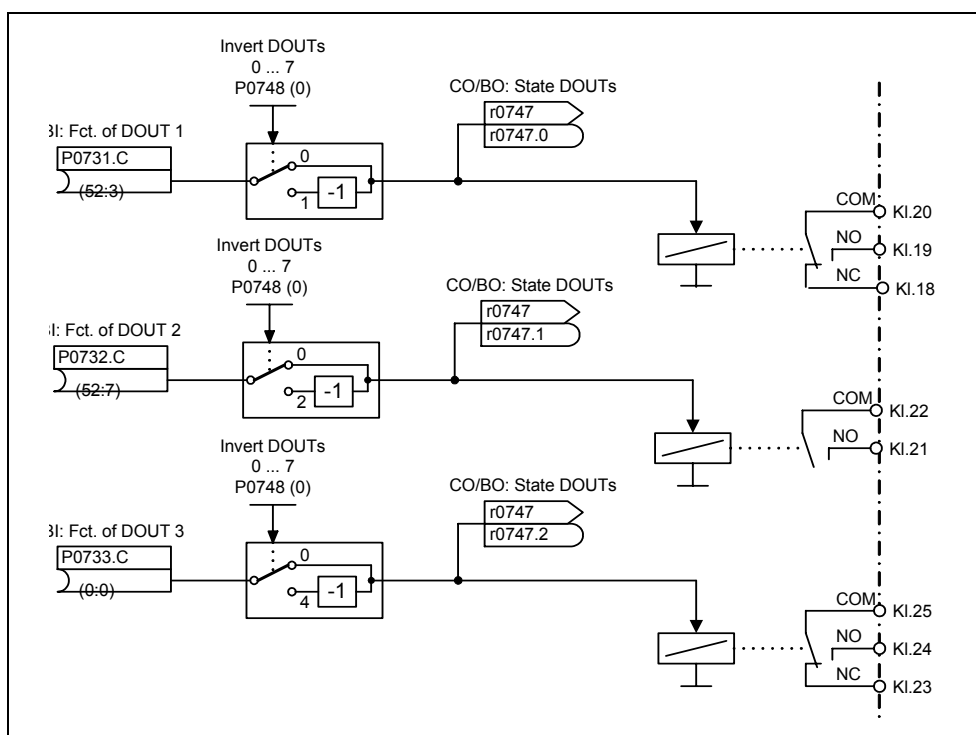 Invert DOUTs
0 ... 7
P0748 (0)
CO/BO: State DOUTs
r0747
r0747.0
BI: Fct. of DOUT 1
P0731.C
(52:3)
0
1
-1
COM
Kl.20
NO
Kl.19
NC
Kl.18
Invert DOUTs
0 ... 7
P0748 (0)
CO/BO: State DOUTs
r0747
r0747.1
BI: Fct. of DOUT 2
P0732.C
(52:7)
0
2
-1
COM
Kl.22
NO
Kl.21
Invert DOUTs
0 ... 7
P0748 (0)
CO/BO: State DOUTs
r0747
r0747.2
BI: Fct. of DOUT 3
P0733.C
(0:0)
0
4
-1
COM
Kl.25
NO
Kl.24
NC
Kl.23